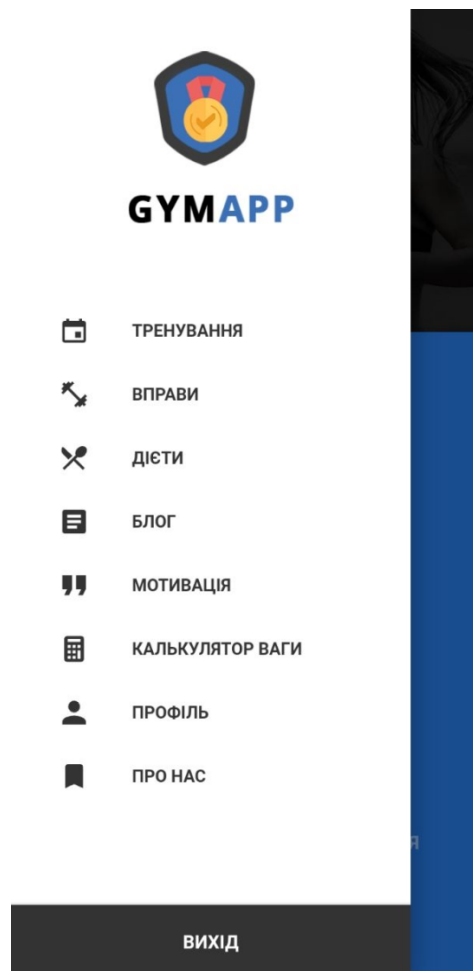 GYMAPP
ТРЕНУВАННЯ
ВПРАВИ
ДІЄТИ
БЛОГ
МОТИВАЦІЯ
КАЛЬКУЛЯТОР ВАГИ
ПРОФІЛЬ
ПРО НАС
ВИХІД